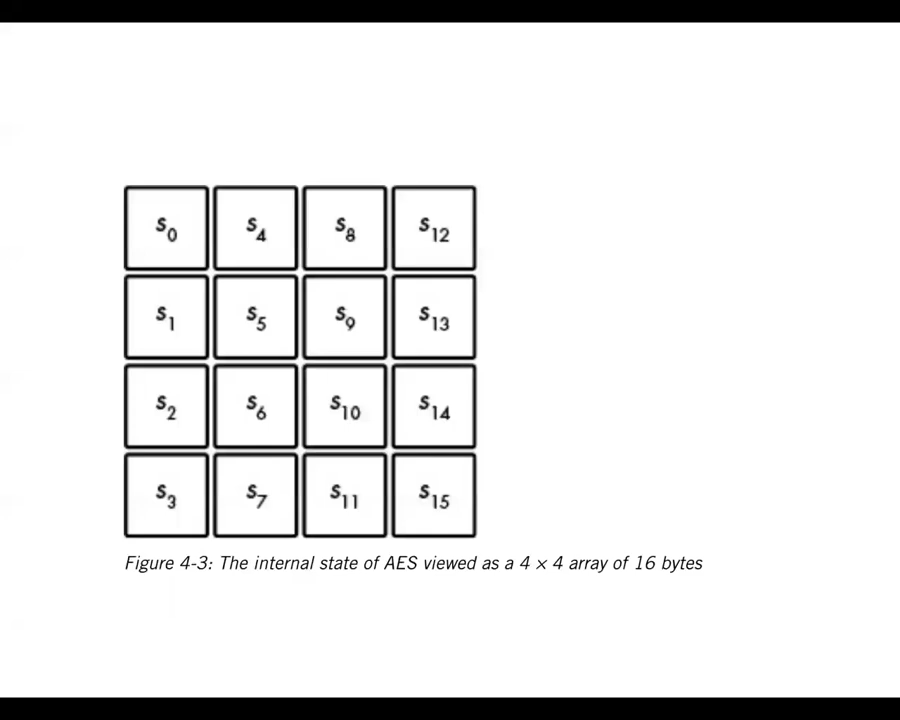 s0 s4 s8 s12
s1 s5 s9 s13
s2 s6 s10 s14
s3 s7 s11 s15
Figure 4-3: The internal state of AES viewed as a 4 × 4 array of 16 bytes